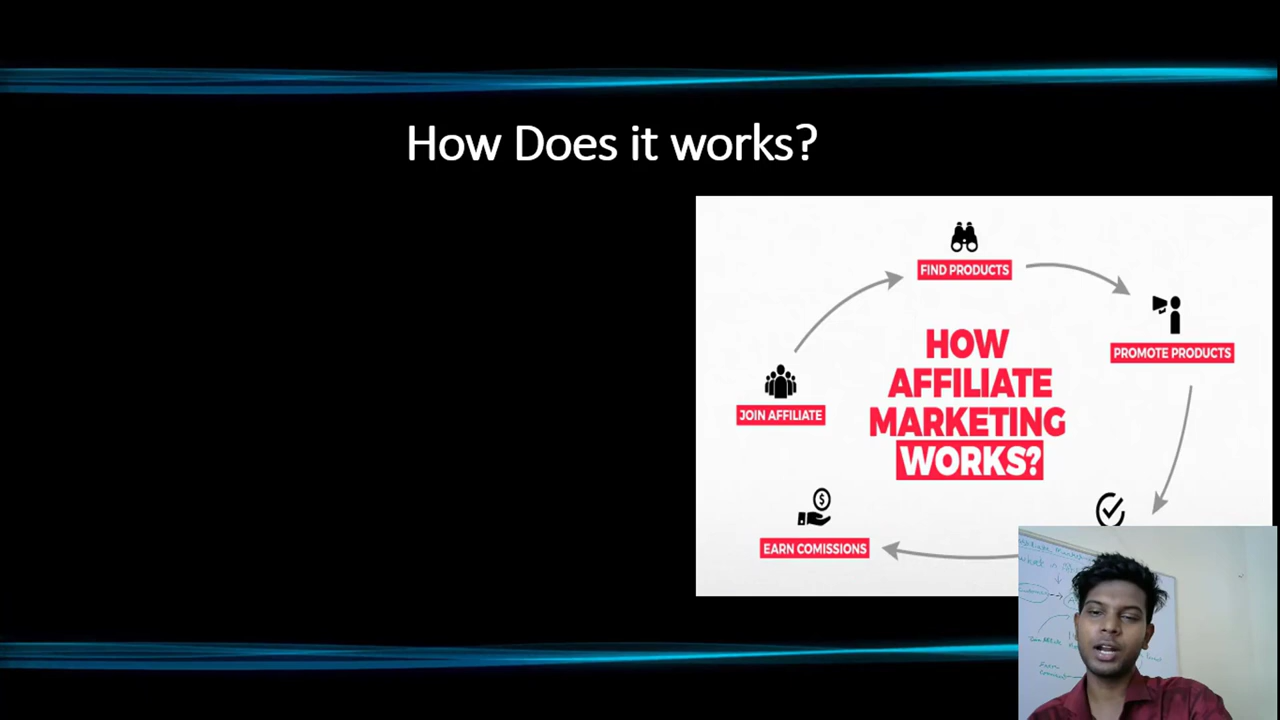 How Does it works?
FIND PRODUCTS
PROMOTE PRODUCTS
JOIN AFFILIATE
HOW
AFFILIATE
MARKETING
WORKS?
EARN COMISSIONS